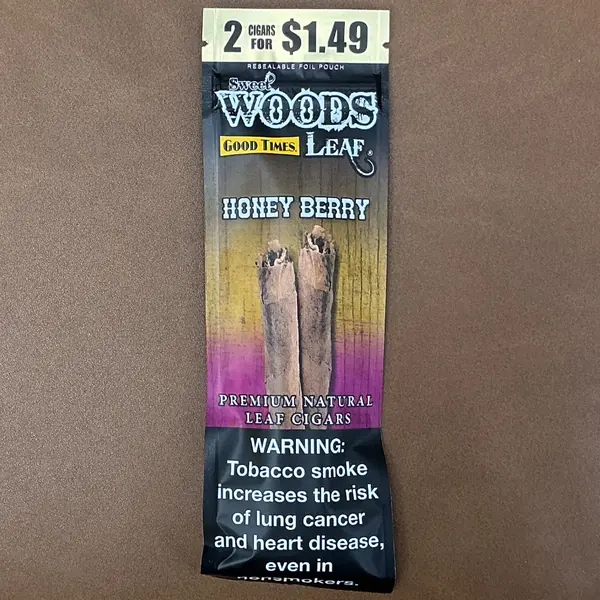 2 CIGARS FOR $1.49
RESEALABLE FOIL POUCH
Sweet
WOODS
GOOD TIMES® LEAF®
HONEY BERRY
PREMIUM NATURAL
LEAF CIGARS
WARNING:
Tobacco smoke
increases the risk
of lung cancer
and heart disease,
even in
nonsmokers.